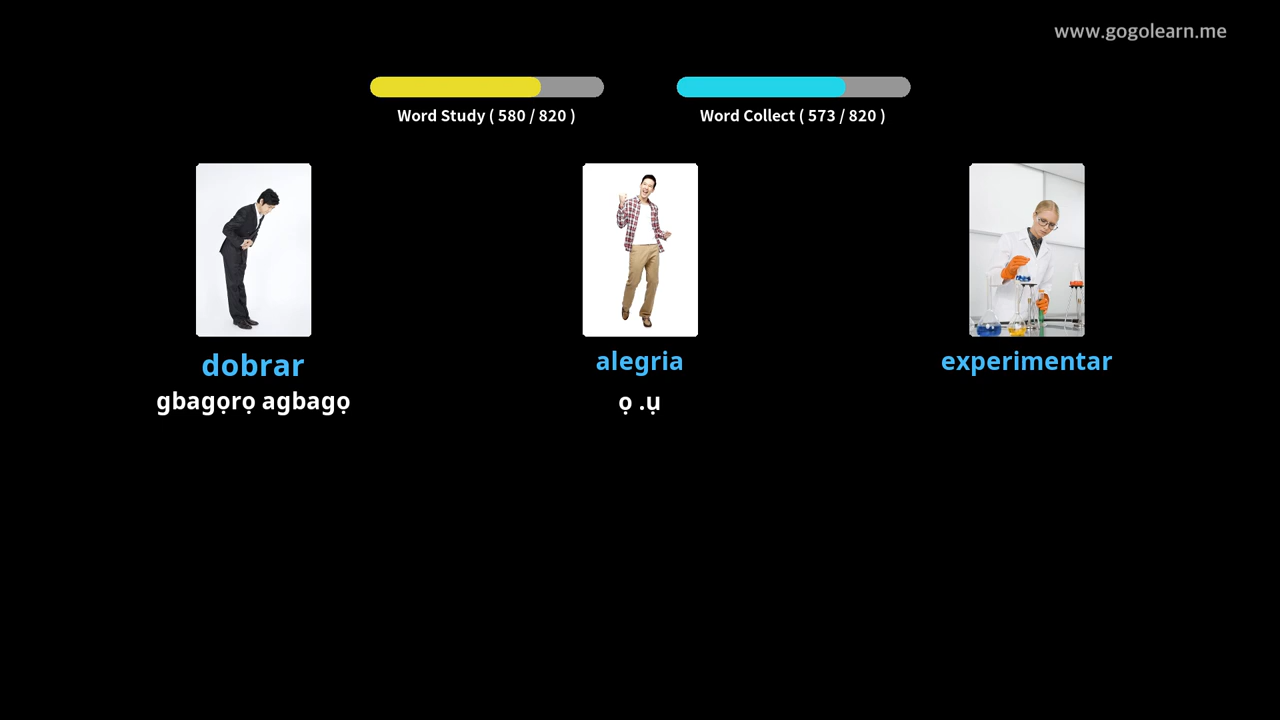 www.gogolearn.me
Word Study ( 580 / 820 )
Word Collect ( 573 / 820 )
dobrar
alegria
experimentar
gbagọrọ agbagọ
ọ .ụ